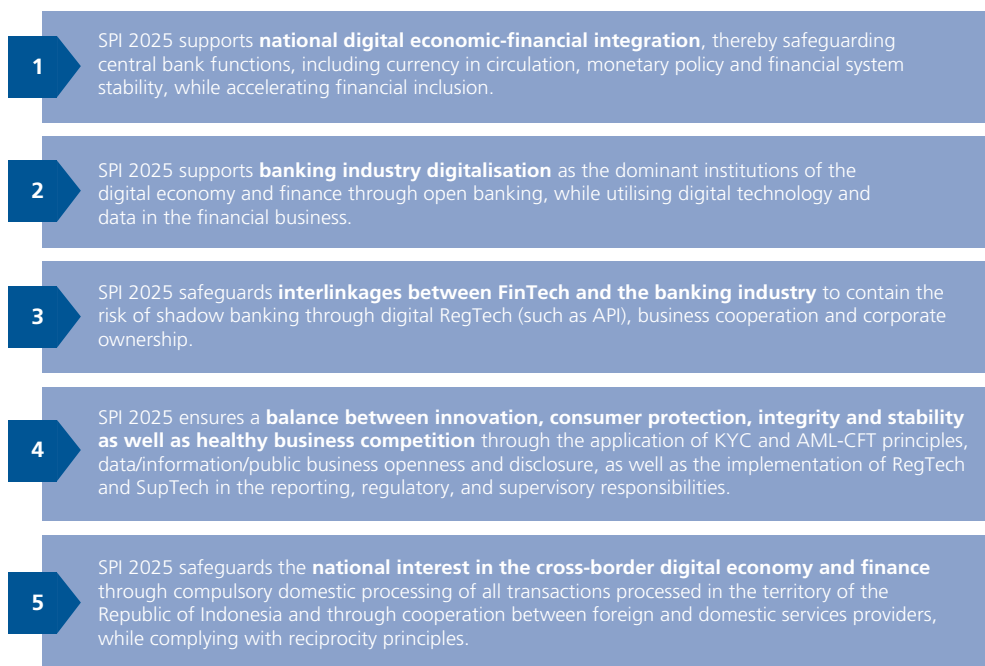 1
SPI 2025 supports national digital economic-financial integration, thereby safeguarding
central bank functions, including currency in circulation, monetary policy and financial system
stability, while accelerating financial inclusion.
2
SPI 2025 supports banking industry digitalisation as the dominant institutions of the
digital economy and finance through open banking, while utilising digital technology and
data in the financial business.
3
SPI 2025 safeguards interlinkages between FinTech and the banking industry to contain the
risk of shadow banking through digital RegTech (such as API), business cooperation and corporate
ownership.
4
SPI 2025 ensures a balance between innovation, consumer protection, integrity and stability
as well as healthy business competition through the application of KYC and AML-CFT principles,
data/information/public business openness and disclosure, as well as the implementation of RegTech
and SupTech in the reporting, regulatory, and supervisory responsibilities.
5
SPI 2025 safeguards the national interest in the cross-border digital economy and finance
through compulsory domestic processing of all transactions processed in the territory of the
Republic of Indonesia and through cooperation between foreign and domestic services providers,
while complying with reciprocity principles.